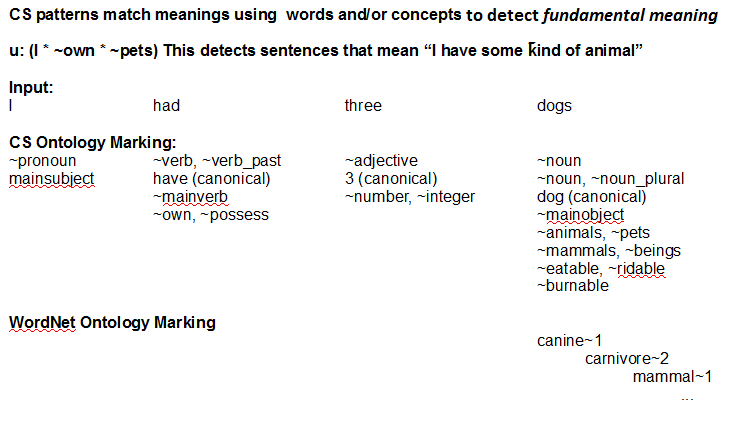 CS patterns match meanings using words and/or concepts to detect fundamental meaning
u: (I * ~own * ~pets) This detects sentences that mean “I have some kind of animal”
Input:
I had three dogs
CS Ontology Marking:
~pronoun ~verb, ~verb_past ~adjective ~noun
mainsubject have (canonical) 3 (canonical) ~noun, ~noun_plural
~mainverb ~number, ~integer dog (canonical)
~own, ~possess ~mainobject
~animals, ~pets
~mammals, ~beings
~eatable, ~ridable
~burnable
WordNet Ontology Marking
canine~1
carnivore~2
mammal~1
...